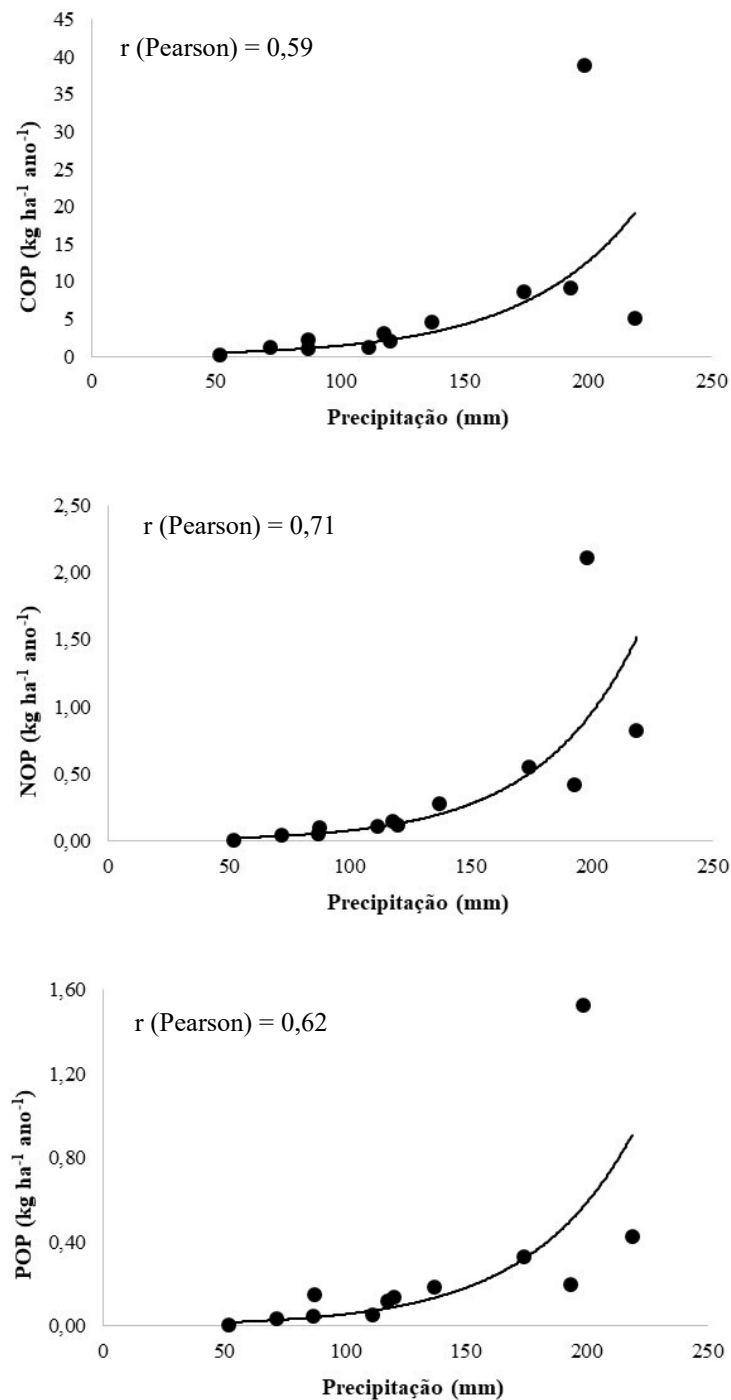 r (Pearson) = 0,59
COP (kg ha⁻¹ ano⁻¹)
45
40
35
30
25
20
15
10
5
0
0 50 100 150 200 250
Precipitação (mm)
r (Pearson) = 0,71
NOP (kg ha⁻¹ ano⁻¹)
2,50
2,00
1,50
1,00
0,50
0,00
0 50 100 150 200 250
Precipitação (mm)
r (Pearson) = 0,62
POP (kg ha⁻¹ ano⁻¹)
1,60
1,20
0,80
0,40
0,00
0 50 100 150 200 250
Precipitação (mm)